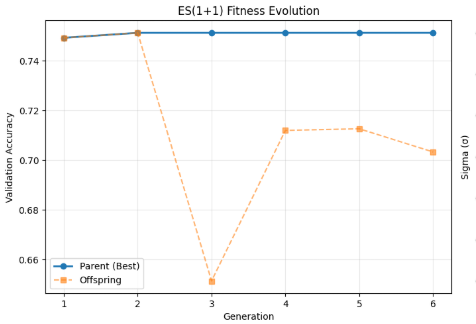 ES(1+1) Fitness Evolution
Validation Accuracy
0.74
0.72
0.70
0.68
0.66
Parent (Best)
Offspring
1 2 3 4 5 6
Generation
Sigma (σ)